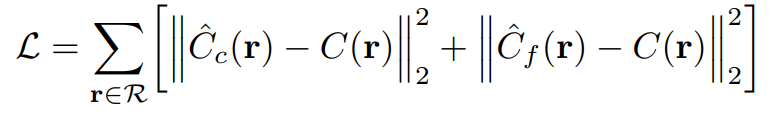 $$\mathcal{L} = \sum_{\mathbf{r} \in \mathcal{R}} \left[ \left\| \hat{C}_c(\mathbf{r}) - C(\mathbf{r}) \right\|_2^2 + \left\| \hat{C}_f(\mathbf{r}) - C(\mathbf{r}) \right\|_2^2 \right]$$